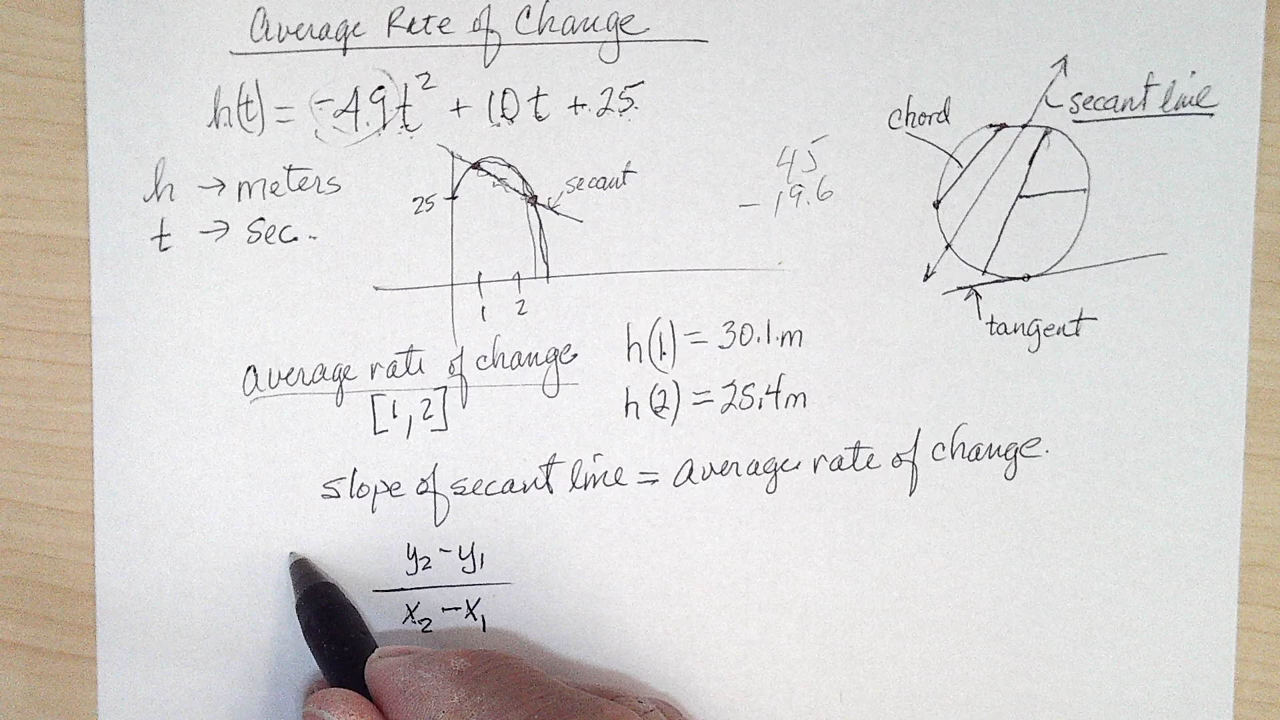 Average Rate of Change
h(t) = (-4.9)t² + 10t + 25.
h → meters
t → sec.
25
secant
1 2
45
- 19.6
chord
secant line
tangent
average rate of change
[1,2]
h(1) = 30.1 m
h(2) = 25.4 m
slope of secant line = average rate of change.
y₂ - y₁
x₂ - x₁